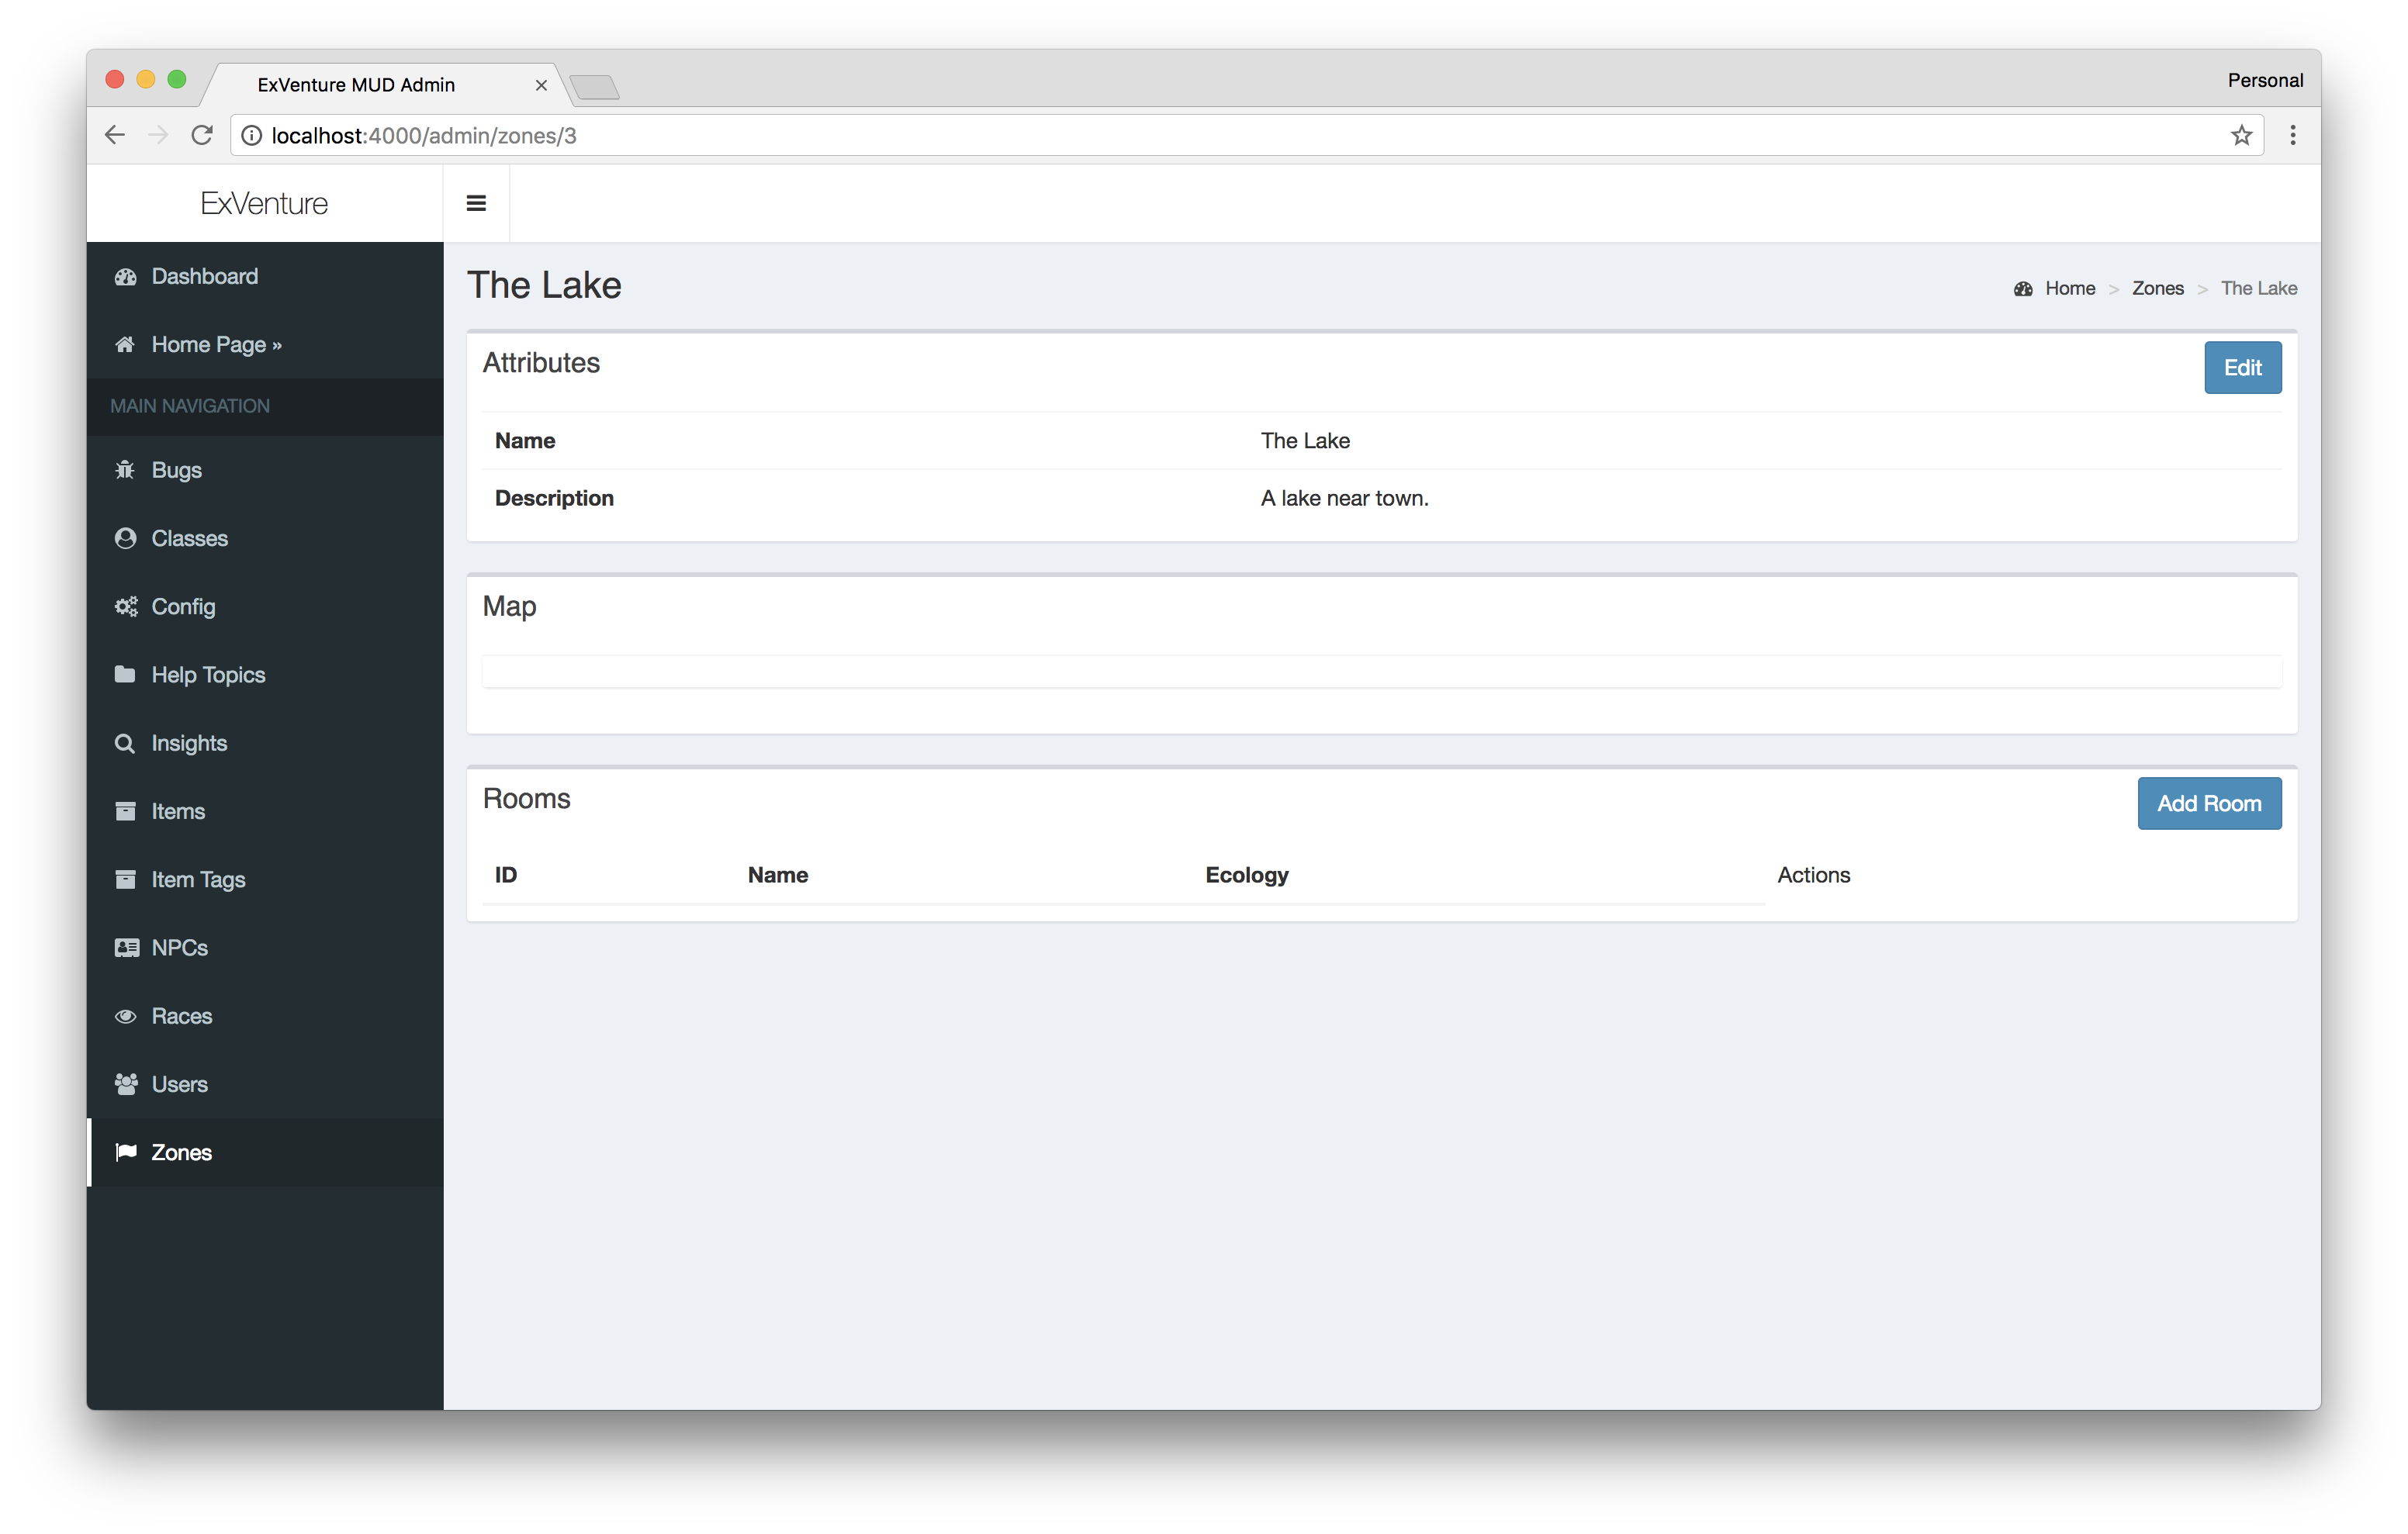 ExVenture MUD Admin
Personal
localhost:4000/admin/zones/3
ExVenture
Dashboard
Home Page »
MAIN NAVIGATION
Bugs
Classes
Config
Help Topics
Insights
Items
Item Tags
NPCs
Races
Users
Zones
The Lake
Home > Zones > The Lake
Attributes
Edit
Name The Lake
Description A lake near town.
Map
Rooms
Add Room
ID Name Ecology Actions